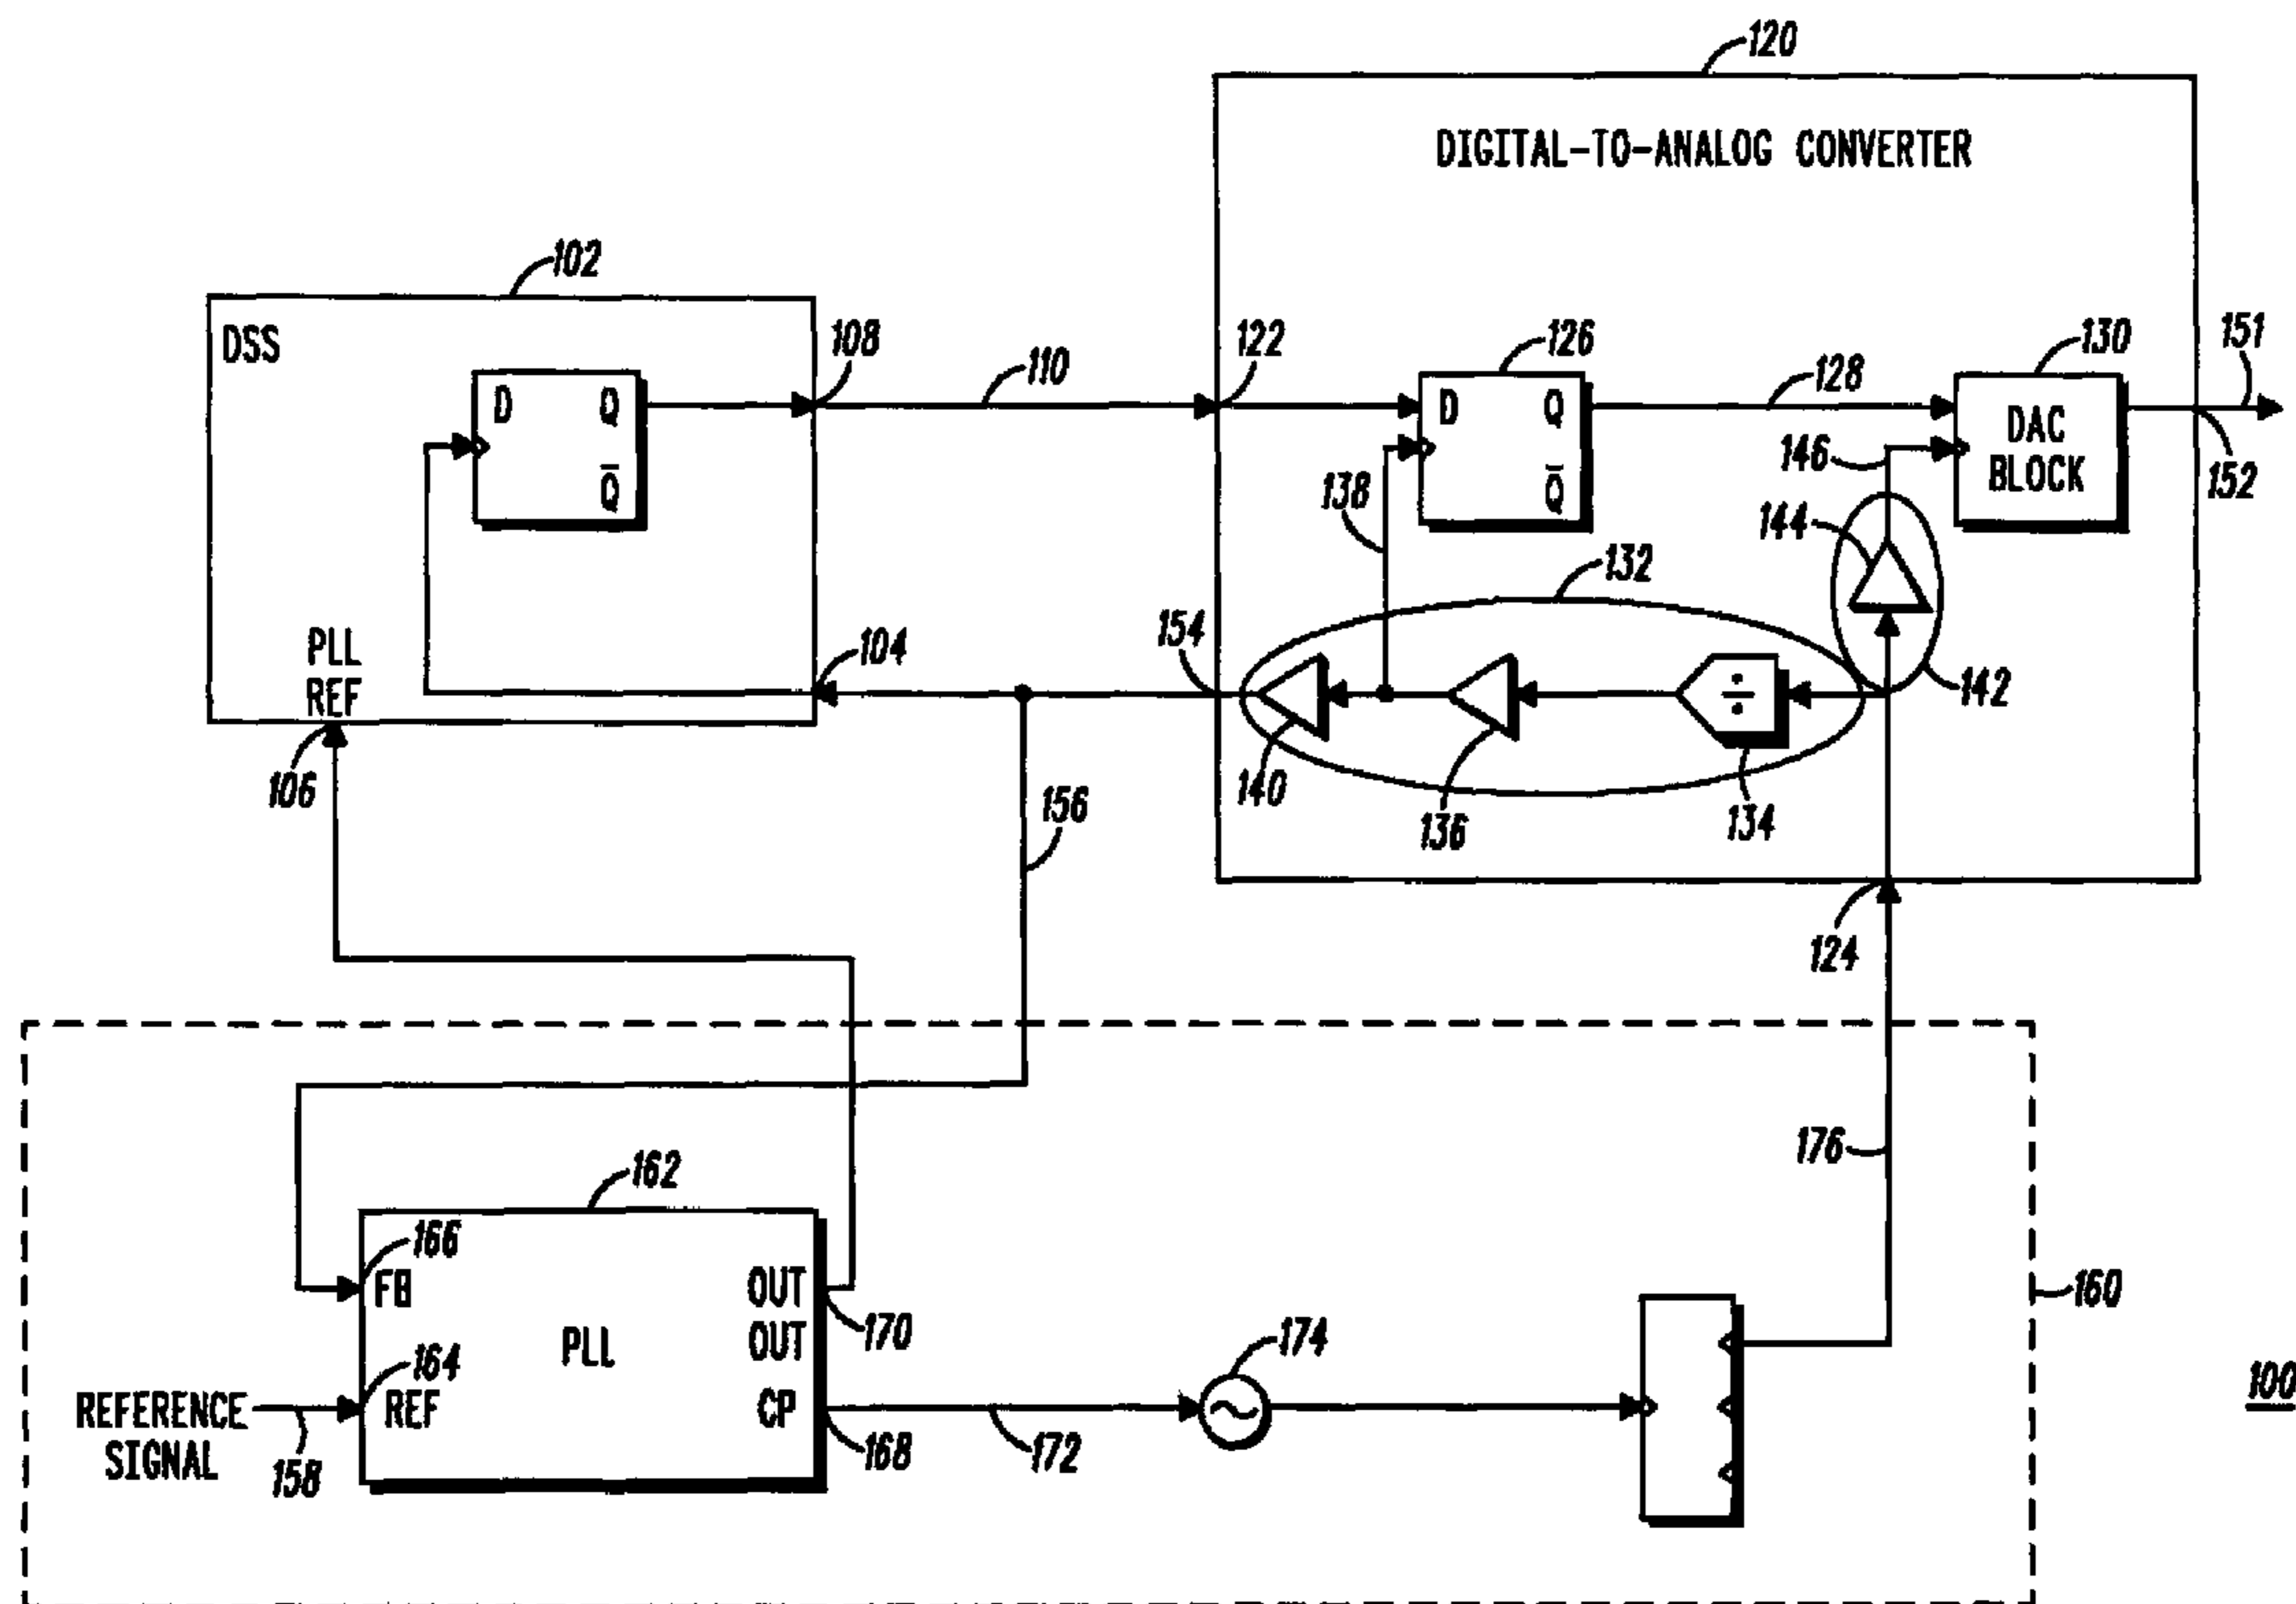 120
DIGITAL-TO-ANALOG CONVERTER
102
DSS
108
110
122
126
128
130
151
D Q
Q̅
D Q
Q̅
DAC
BLOCK
146
152
138
144
132
PLL
REF
104
154
÷
142
106
156
140
136
134
124
176
162
166
FB
OUT
170
OUT
PLL
164
174
160
REFERENCE
SIGNAL
REF
CP
158
168
172
100